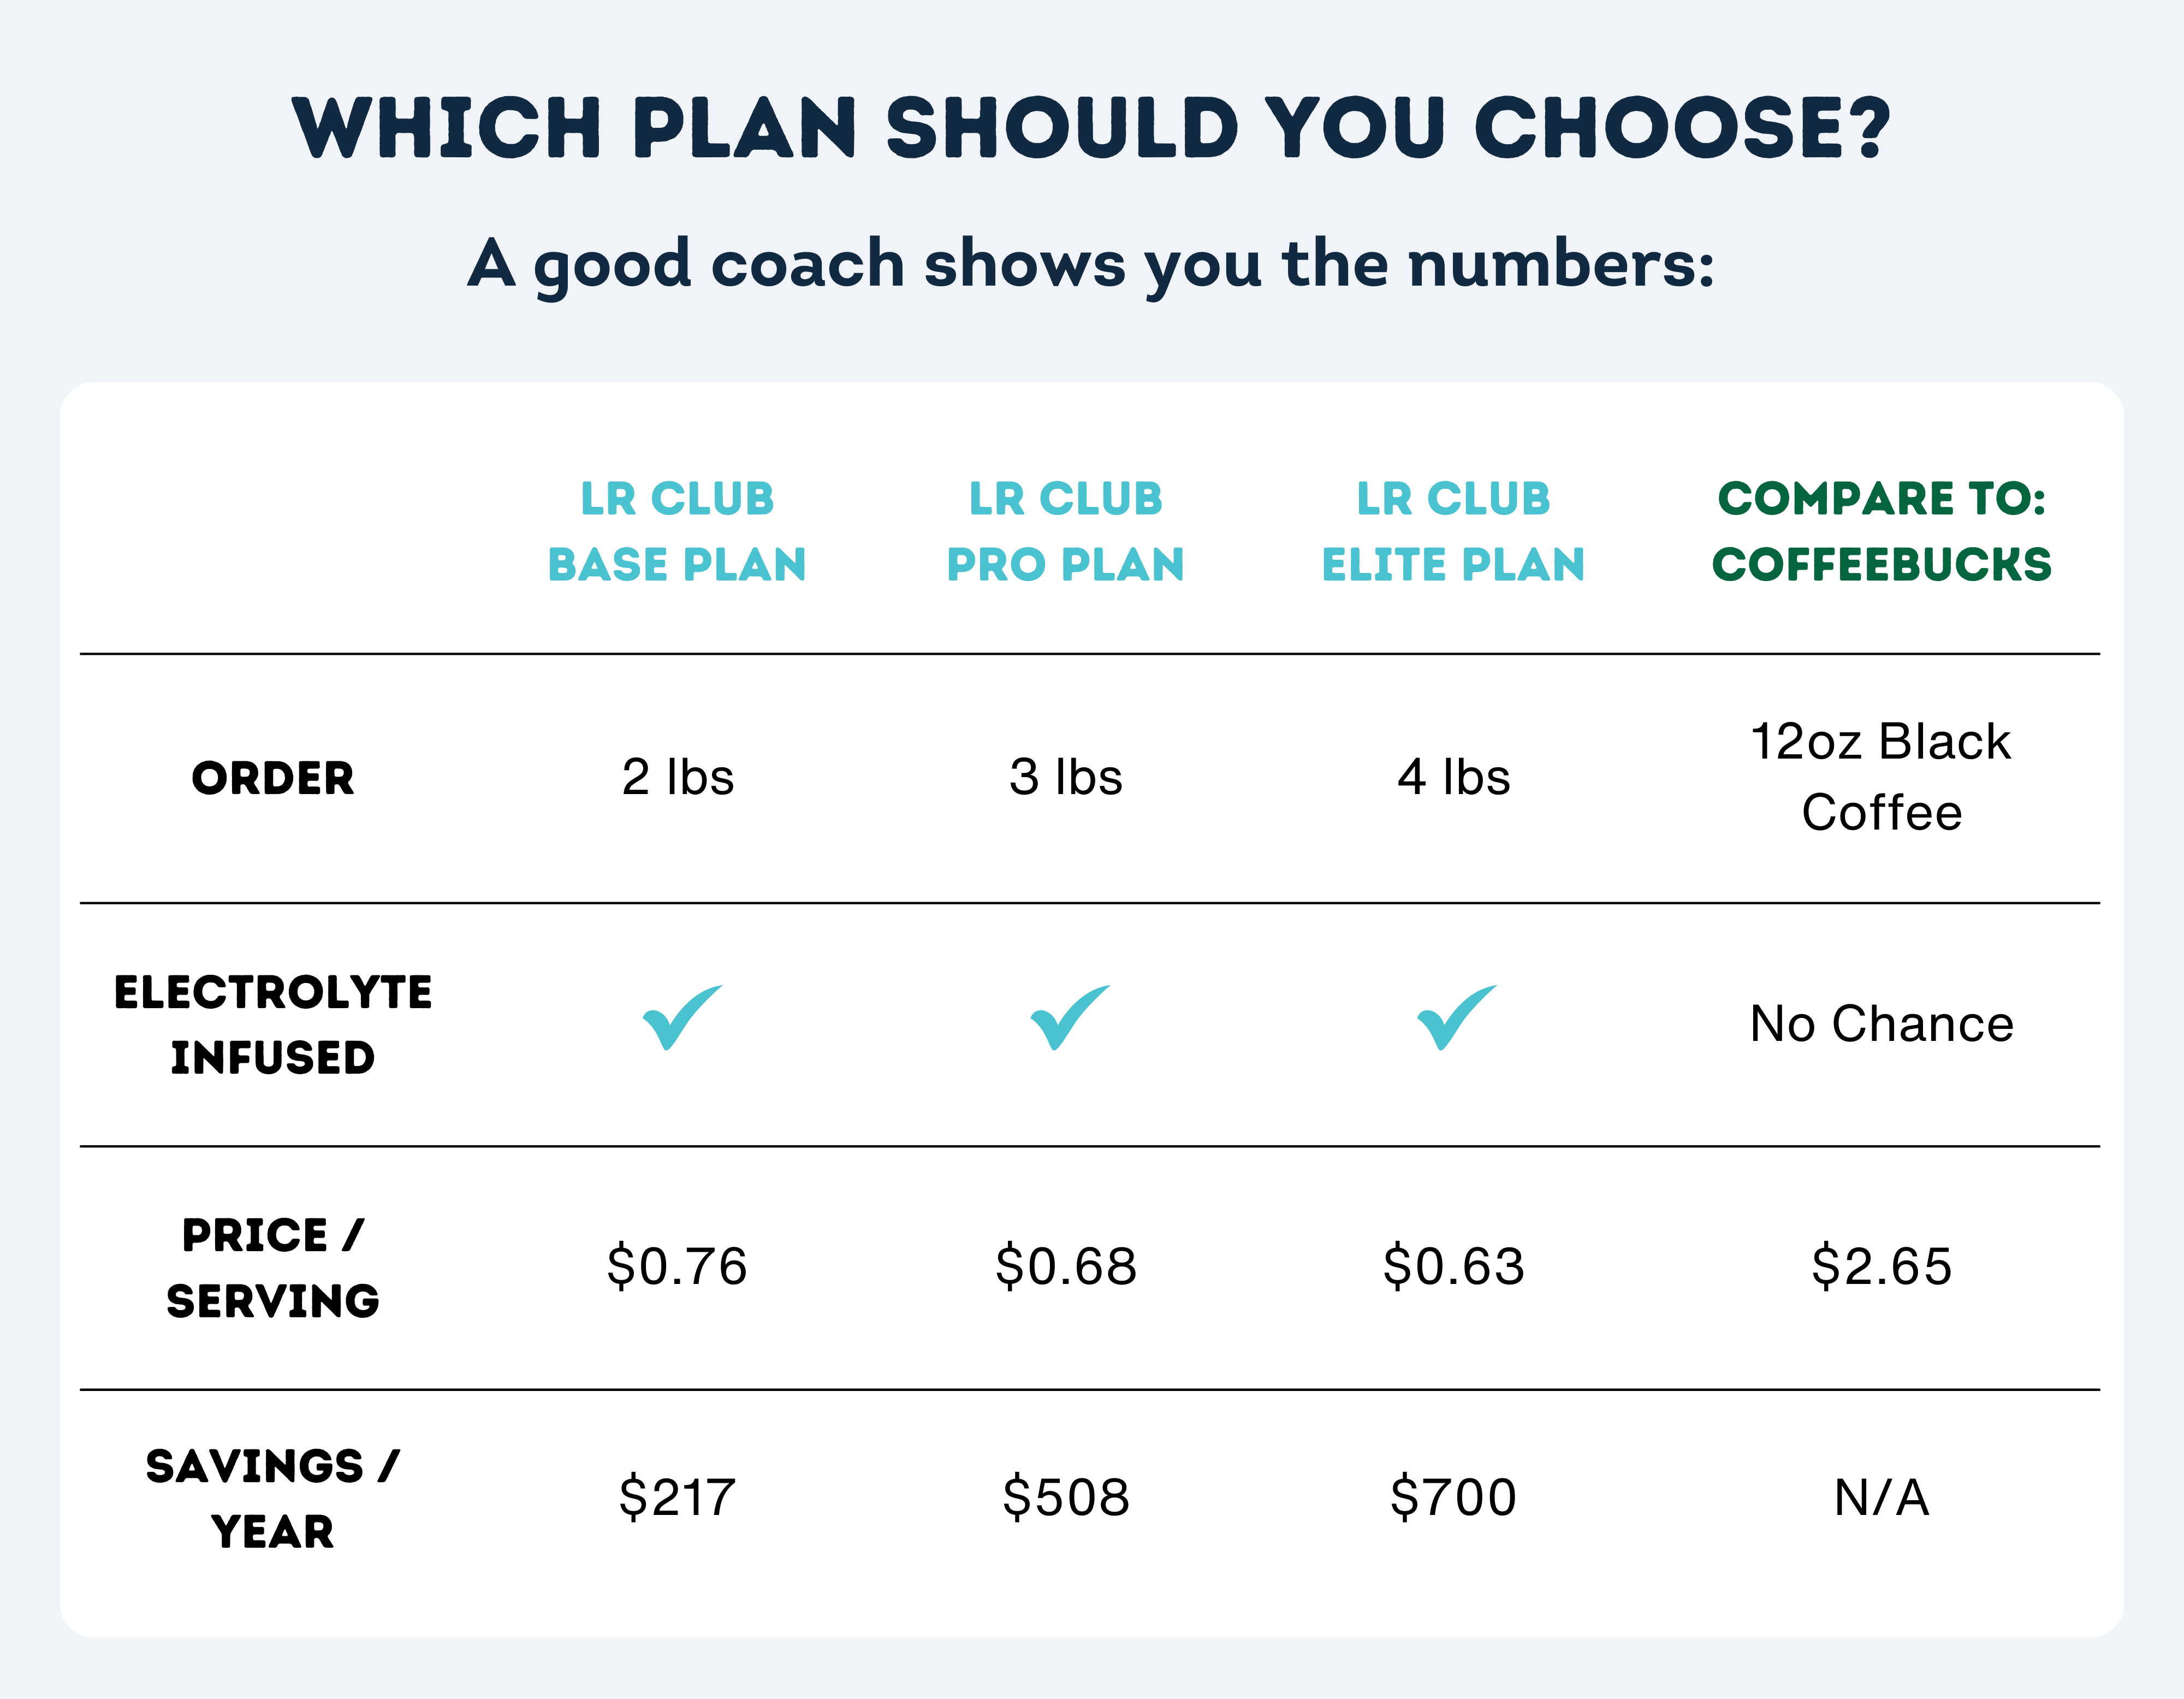 WHICH PLAN SHOULD YOU CHOOSE?
A good coach shows you the numbers:
LR CLUB
BASE PLAN
LR CLUB
PRO PLAN
LR CLUB
ELITE PLAN
COMPARE TO:
COFFEEBUCKS
ORDER
2 lbs
3 lbs
4 lbs
12oz Black
Coffee
ELECTROLYTE
INFUSED
No Chance
PRICE /
SERVING
$0.76
$0.68
$0.63
$2.65
SAVINGS /
YEAR
$217
$508
$700
N/A